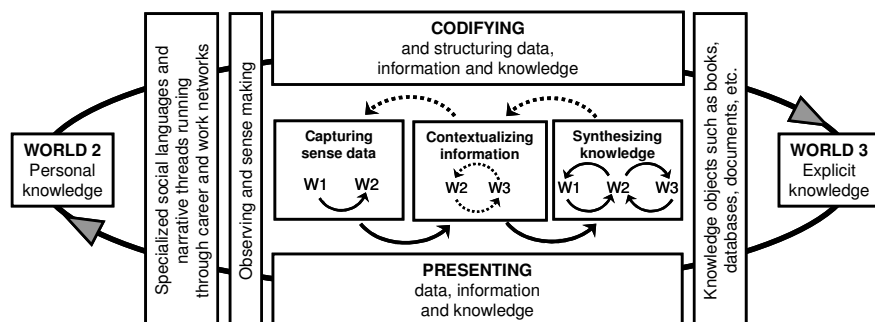 WORLD 2
Personal
knowledge
Specialized social languages and
narrative threads running
through career and work networks
Observing and sense making
CODIFYING
and structuring data,
information and knowledge
Capturing
sense data
W1 W2
Contextualizing
information
W2 W3
Synthesizing
knowledge
W1 W2 W3
PRESENTING
data, information
and knowledge
Knowledge objects such as books,
databases, documents, etc.
WORLD 3
Explicit
knowledge